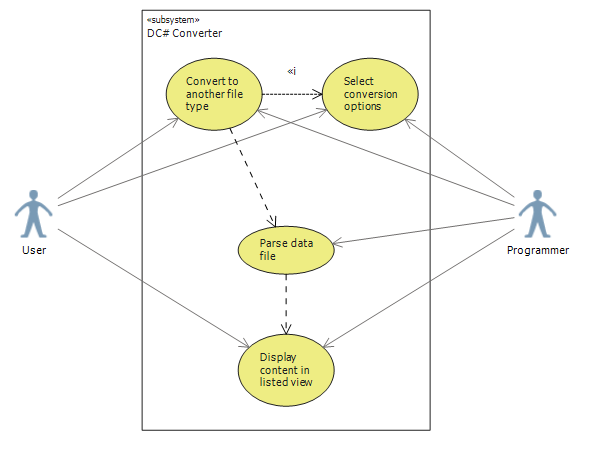 «subsystem»
DC# Converter
Convert to
another file
type
«i
Select
conversion
options
User
Programmer
Parse data
file
Display
content in
listed view